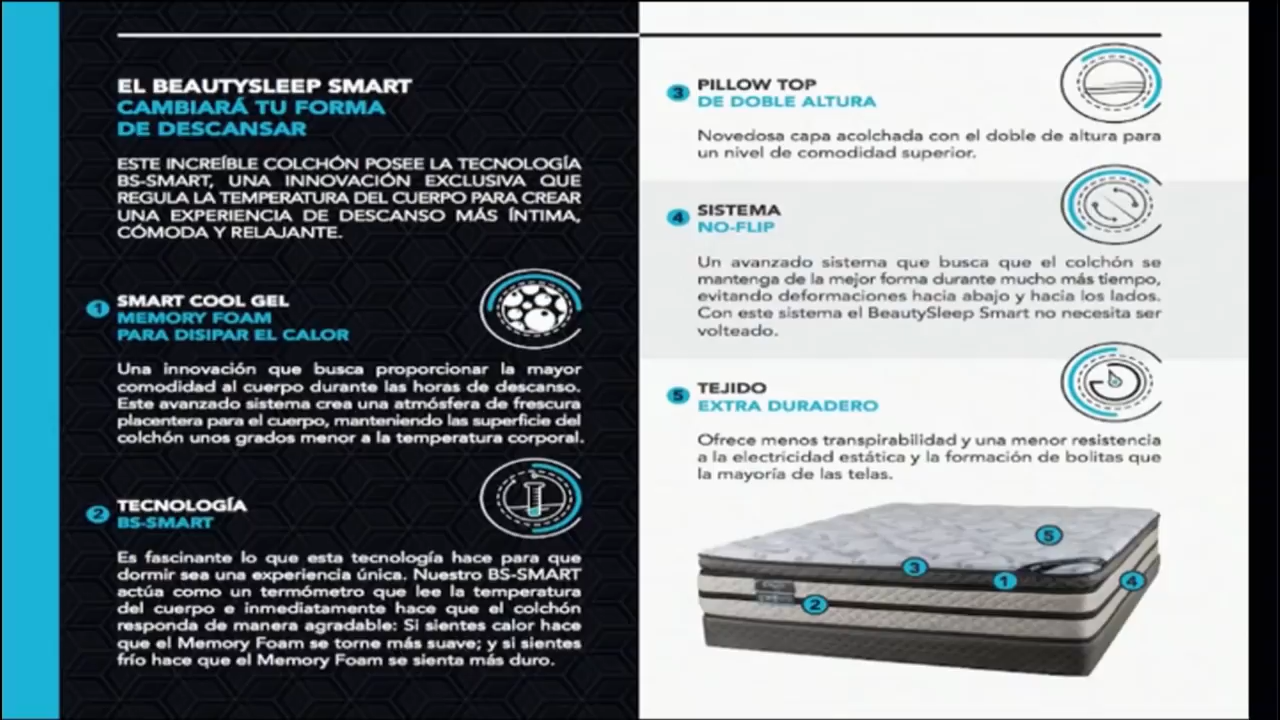 EL BEAUTYSLEEP SMART
CAMBIARÁ TU FORMA
DE DESCANSAR
ESTE INCREÍBLE COLCHÓN POSEE LA TECNOLOGÍA
BS-SMART, UNA INNOVACIÓN EXCLUSIVA QUE
REGULA LA TEMPERATURA DEL CUERPO PARA CREAR
UNA EXPERIENCIA DE DESCANSO MÁS ÍNTIMA,
CÓMODA Y RELAJANTE.
1 SMART COOL GEL
MEMORY FOAM
PARA DISIPAR EL CALOR
Una innovación que busca proporcionar la mayor
comodidad al cuerpo durante las horas de descanso.
Este avanzado sistema crea una atmósfera de frescura
placentera para el cuerpo, manteniendo las superficie del
colchón unos grados menor a la temperatura corporal.
2 TECNOLOGÍA
BS-SMART
Es fascinante lo que esta tecnología hace para que
dormir sea una experiencia única. Nuestro BS-SMART
actúa como un termómetro que lee la temperatura
del cuerpo e inmediatamente hace que el colchón
responda de manera agradable: Si sientes calor hace
que el Memory Foam se torne más suave; y si sientes
frío hace que el Memory Foam se sienta más duro.
3 PILLOW TOP
DE DOBLE ALTURA
Novedosa capa acolchada con el doble de altura para
un nivel de comodidad superior.
4 SISTEMA
NO-FLIP
Un avanzado sistema que busca que el colchón se
mantenga de la mejor forma durante mucho más tiempo,
evitando deformaciones hacia abajo y hacia los lados.
Con este sistema el BeautySleep Smart no necesita ser
volteado.
5 TEJIDO
EXTRA DURADERO
Ofrece menos transpirabilidad y una menor resistencia
a la electricidad estática y la formación de bolitas que
la mayoría de las telas.
5
3
1
4
2